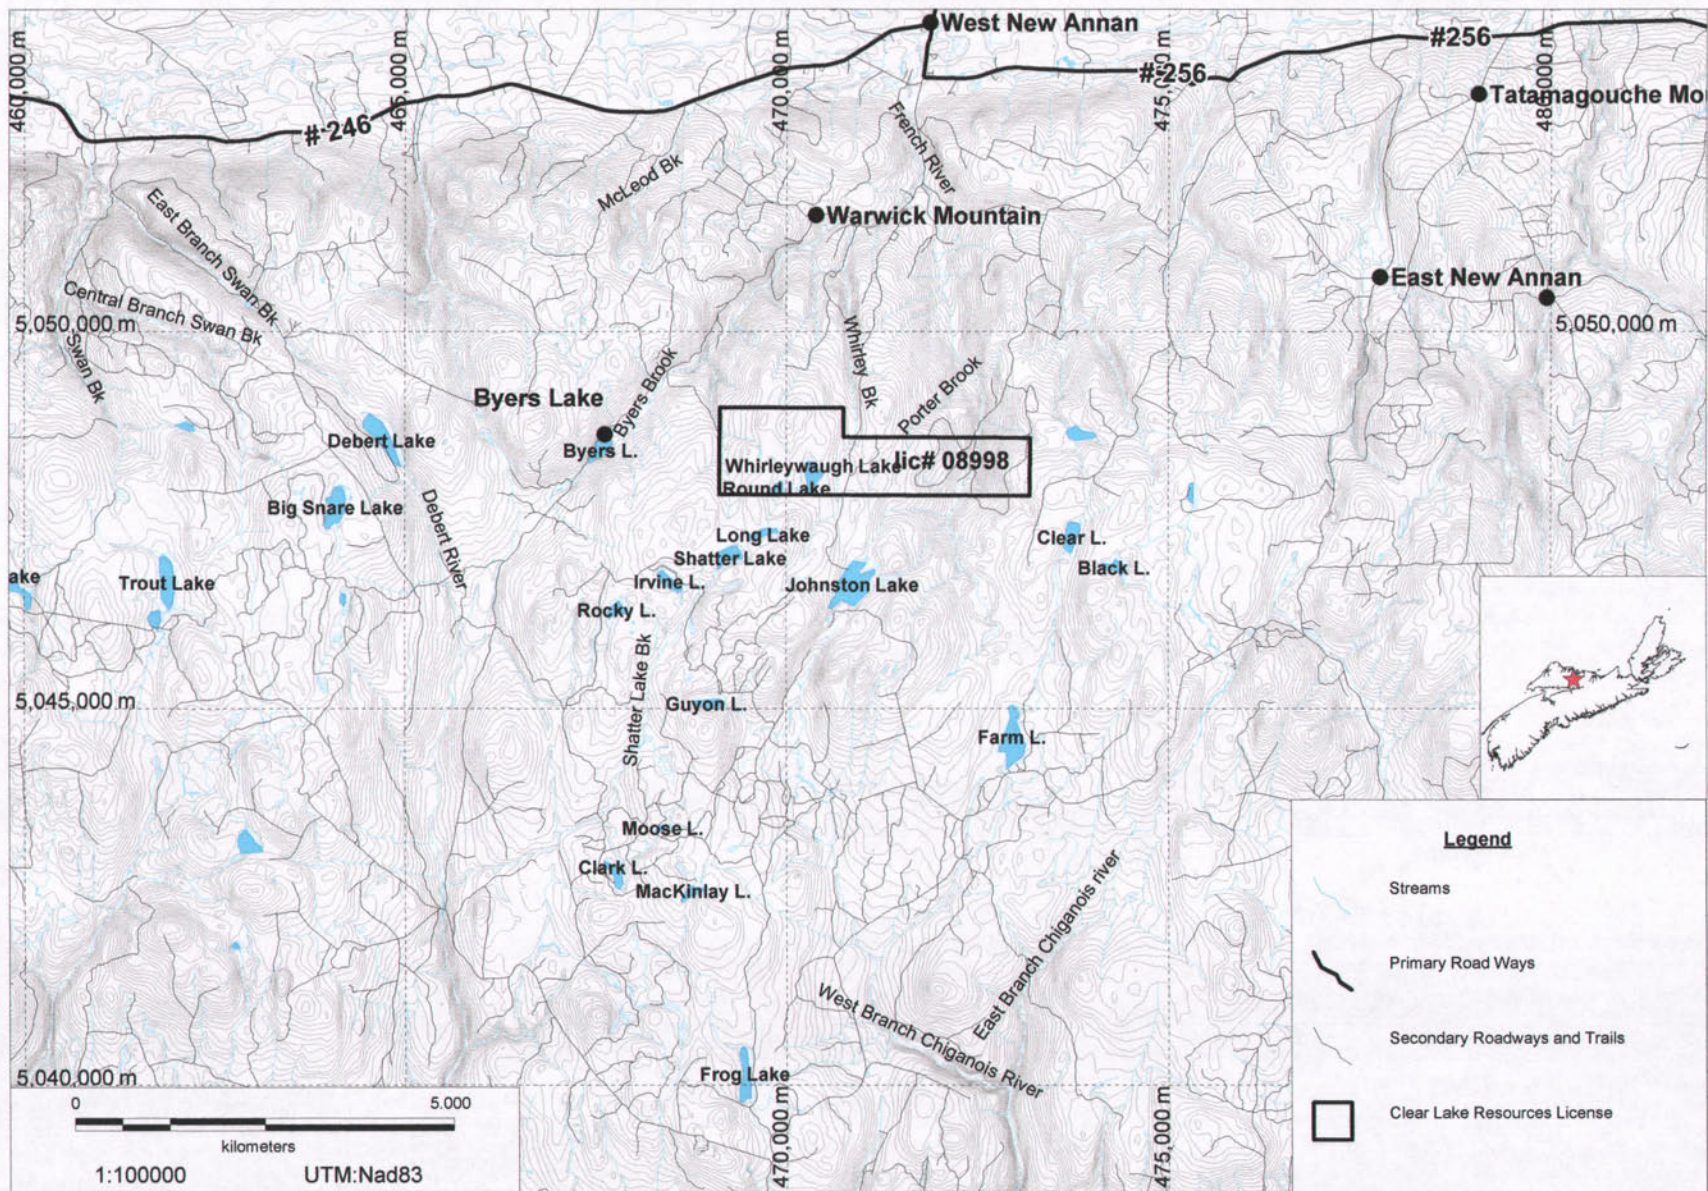 West New Annan
#256
#256
Tatamagouche Mo
460,000 m
465,000 m
470,000 m
475,000 m
480,000 m
#246
French River
McLeod Bk
Warwick Mountain
East Branch Swan Bk
East New Annan
Central Branch Swan Bk
5,050,000 m
5,050,000 m
Swan Bk
Whirley Bk
Byers Lake
Byers Brook
Porter Brook
Debert Lake
Byers L.
Whirleywaugh Lake
lic# 08998
Round Lake
Big Snare Lake
Debert River
Long Lake
Clear L.
Shatter Lake
Black L.
ake
Trout Lake
Irvine L.
Johnston Lake
Rocky L.
Shatter Lake Bk
5,045,000 m
Guyon L.
Farm L.
Moose L.
Clark L.
MacKinlay L.
East Branch Chiganois river
West Branch Chiganois River
Frog Lake
5,040,000 m
470,000 m
475,000 m
0 5.000
kilometers
1:100000 UTM:Nad83
Legend
Streams
Primary Road Ways
Secondary Roadways and Trails
Clear Lake Resources License